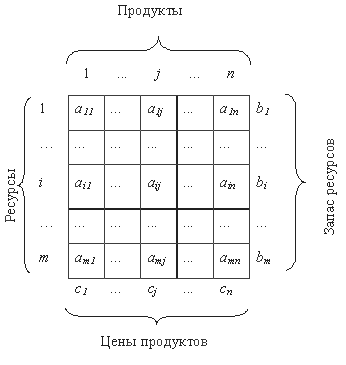 Продукты
1 ... j ... n
1 a11 ... a1j ... a1n b1
... ... ... ... ... ... ...
i ai1 ... aij ... ain bi
... ... ... ... ... ... ...
m am1 ... amj ... amn bm
c1 ... cj ... cn
Цены продуктов
Ресурсы
Запас ресурсов